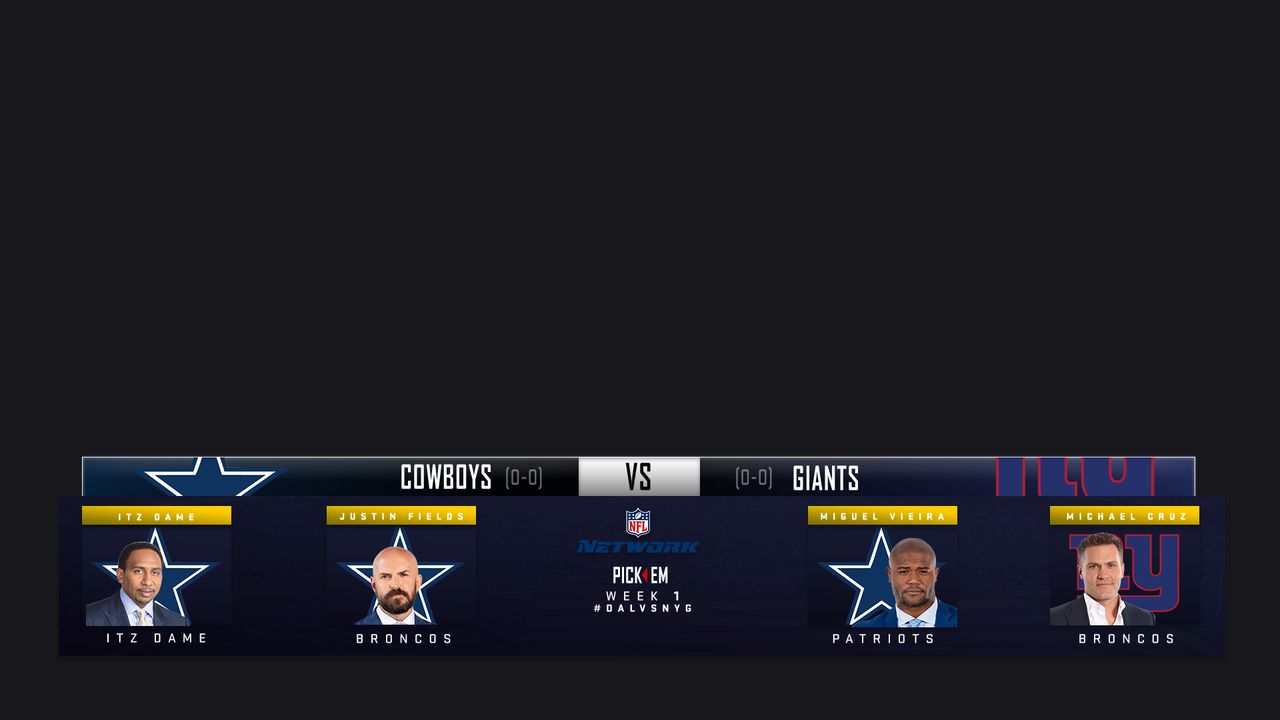 COWBOYS (0-0) VS (0-0) GIANTS
ITZ DAME
JUSTIN FIELDS
MIGUEL VIEIRA
MICHAEL CRUZ
NFL
NETWORK
PICK EM
WEEK 1
#DALVSNYG
ny
ITZ DAME
BRONCOS
PATRIOTS
BRONCOS